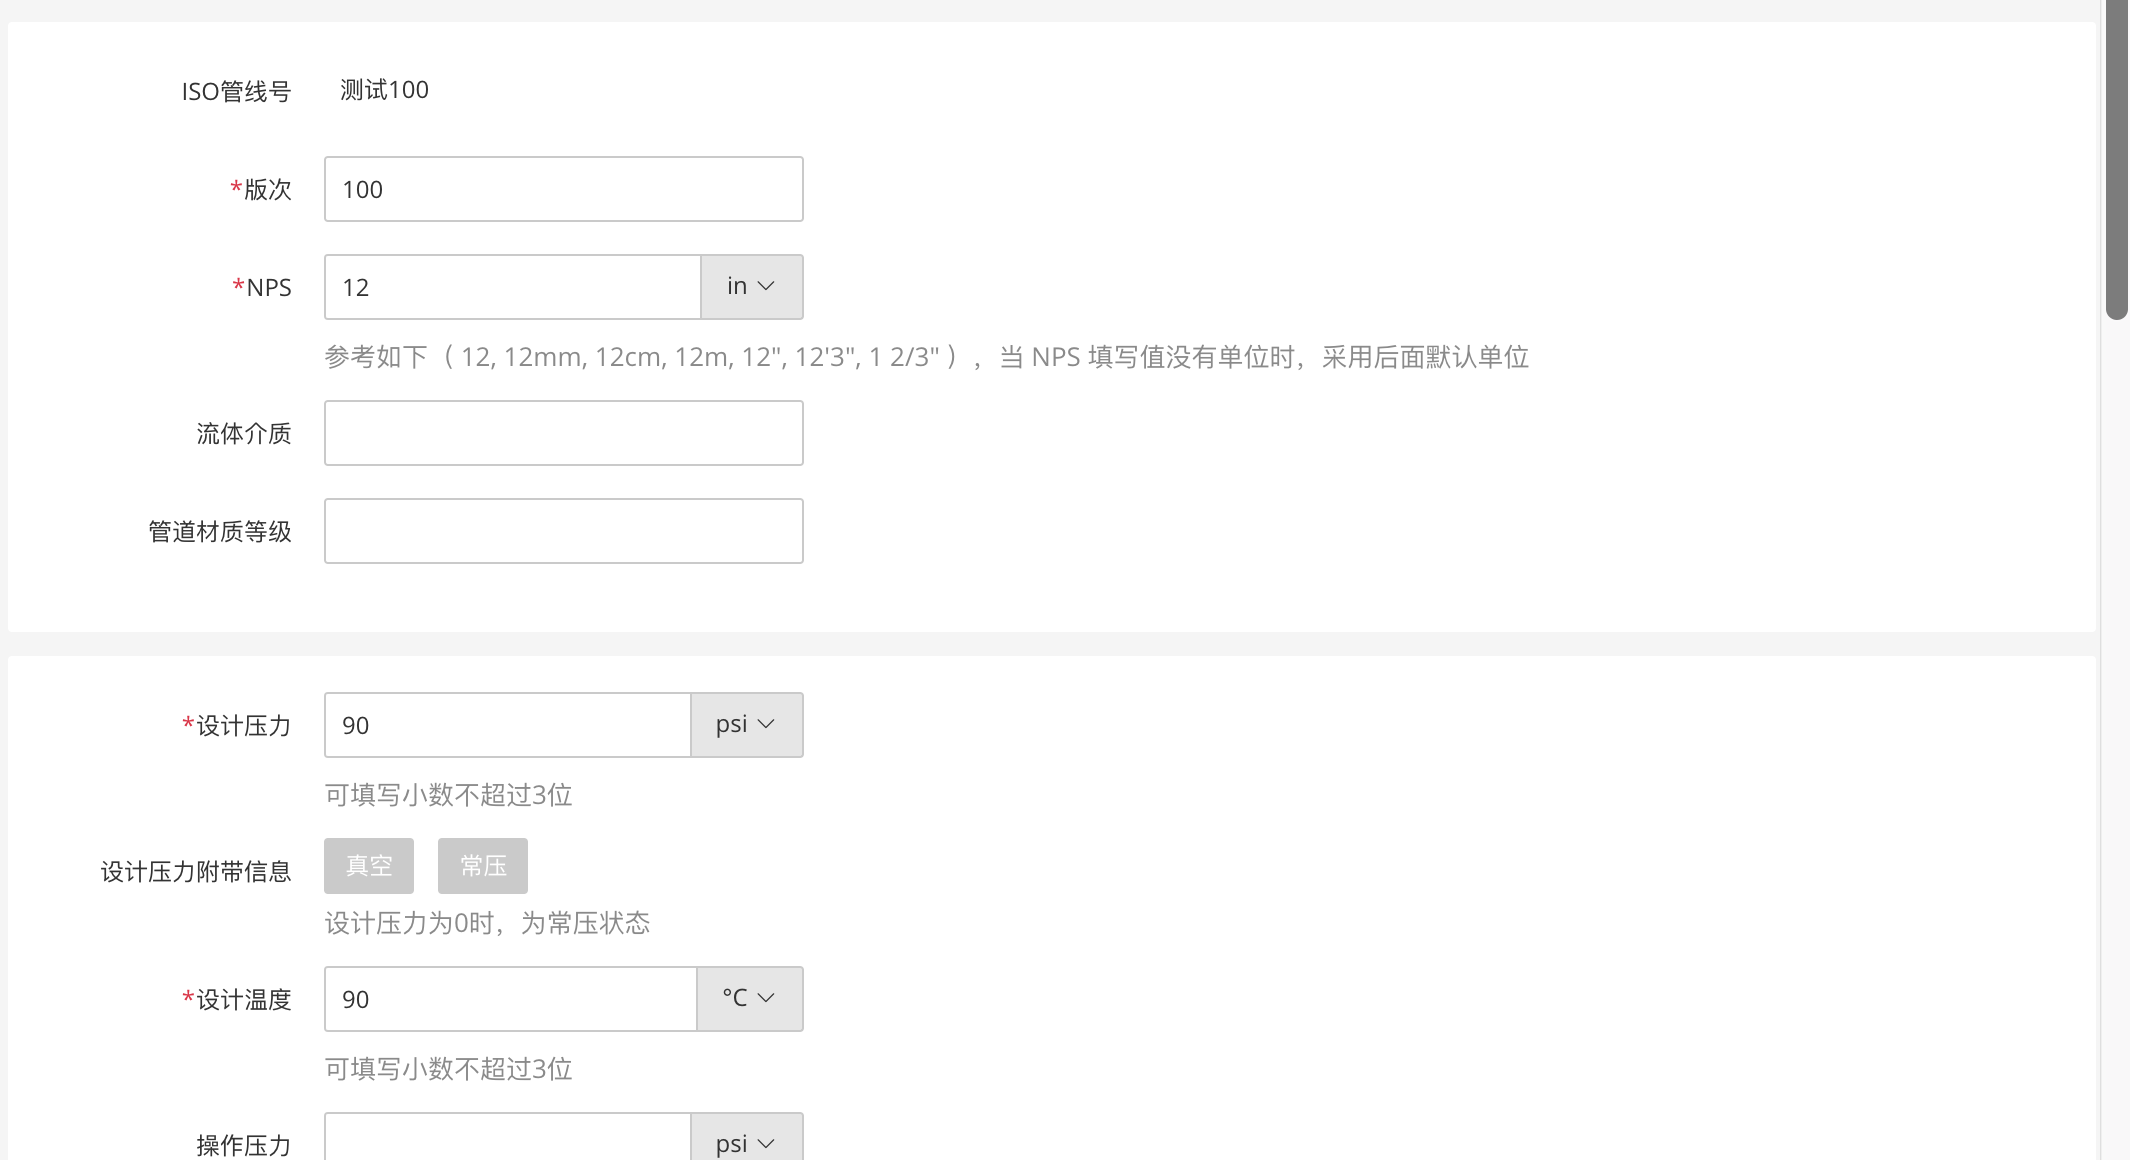 ISO管线号 测试100
*版次 100
*NPS 12 in
参考如下（ 12, 12mm, 12cm, 12m, 12", 12'3", 1 2/3" ），当 NPS 填写值没有单位时，采用后面默认单位
流体介质
管道材质等级
*设计压力 90 psi
可填写小数不超过3位
设计压力附带信息 真空 常压
设计压力为0时，为常压状态
*设计温度 90 °C
可填写小数不超过3位
操作压力 psi